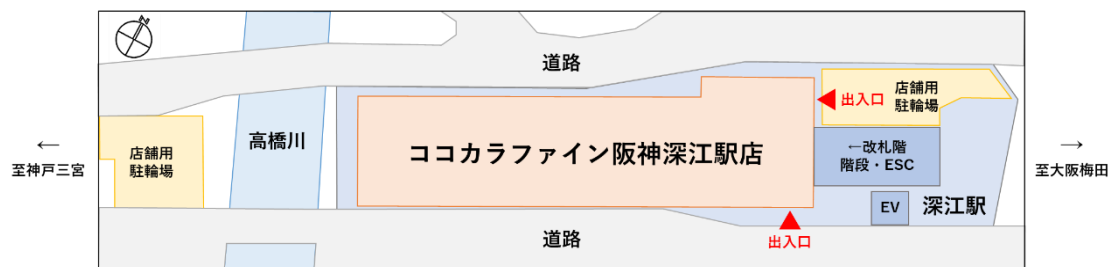 N
道路
店舗用
駐輪場
出入口
←
至神戸三宮
店舗用
駐輪場
高橋川
ココカラファイン阪神深江駅店
←改札階
階段・ESC
→
至大阪梅田
EV
深江駅
道路
出入口